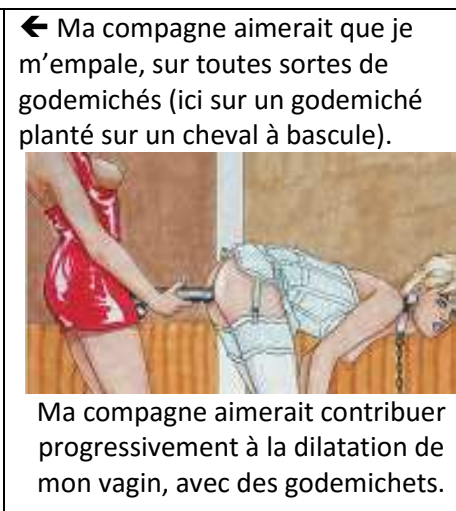 ← Ma compagne aimerait que je
m’empale, sur toutes sortes de
godemichés (ici sur un godemiché
planté sur un cheval à bascule).
Ma compagne aimerait contribuer
progressivement à la dilatation de
mon vagin, avec des godemichets.